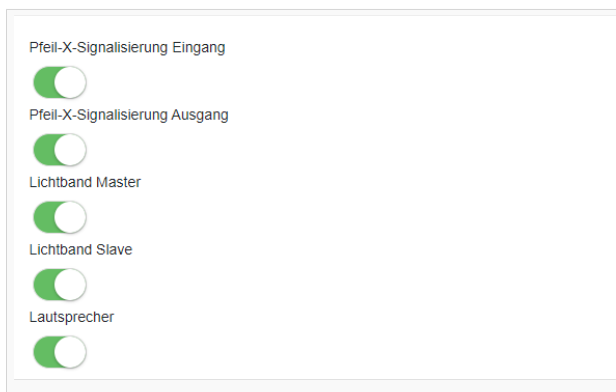 Pfeil-X-Signalisierung Eingang
Pfeil-X-Signalisierung Ausgang
Lichtband Master
Lichtband Slave
Lautsprecher